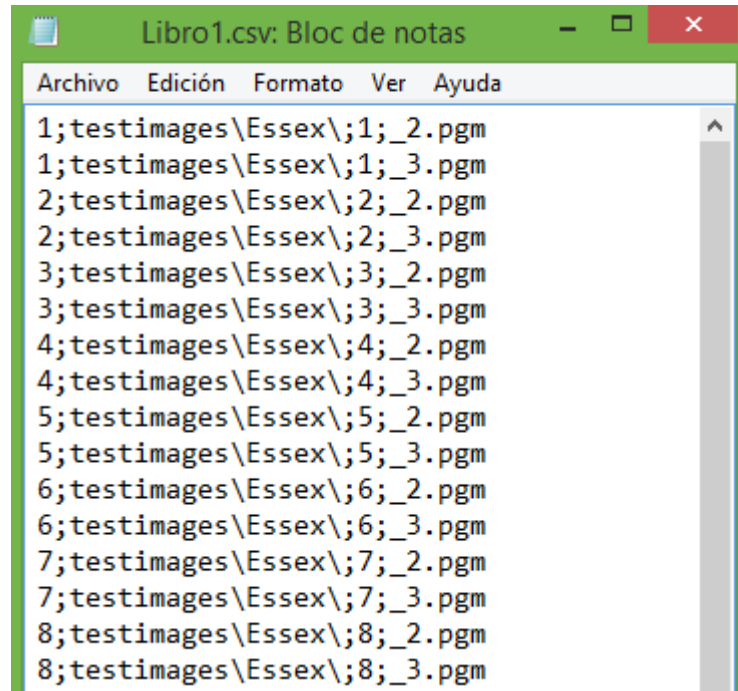 Libro1.csv: Bloc de notas
Archivo Edición Formato Ver Ayuda
1;testimages\Essex\;1;_2.pgm
1;testimages\Essex\;1;_3.pgm
2;testimages\Essex\;2;_2.pgm
2;testimages\Essex\;2;_3.pgm
3;testimages\Essex\;3;_2.pgm
3;testimages\Essex\;3;_3.pgm
4;testimages\Essex\;4;_2.pgm
4;testimages\Essex\;4;_3.pgm
5;testimages\Essex\;5;_2.pgm
5;testimages\Essex\;5;_3.pgm
6;testimages\Essex\;6;_2.pgm
6;testimages\Essex\;6;_3.pgm
7;testimages\Essex\;7;_2.pgm
7;testimages\Essex\;7;_3.pgm
8;testimages\Essex\;8;_2.pgm
8;testimages\Essex\;8;_3.pgm